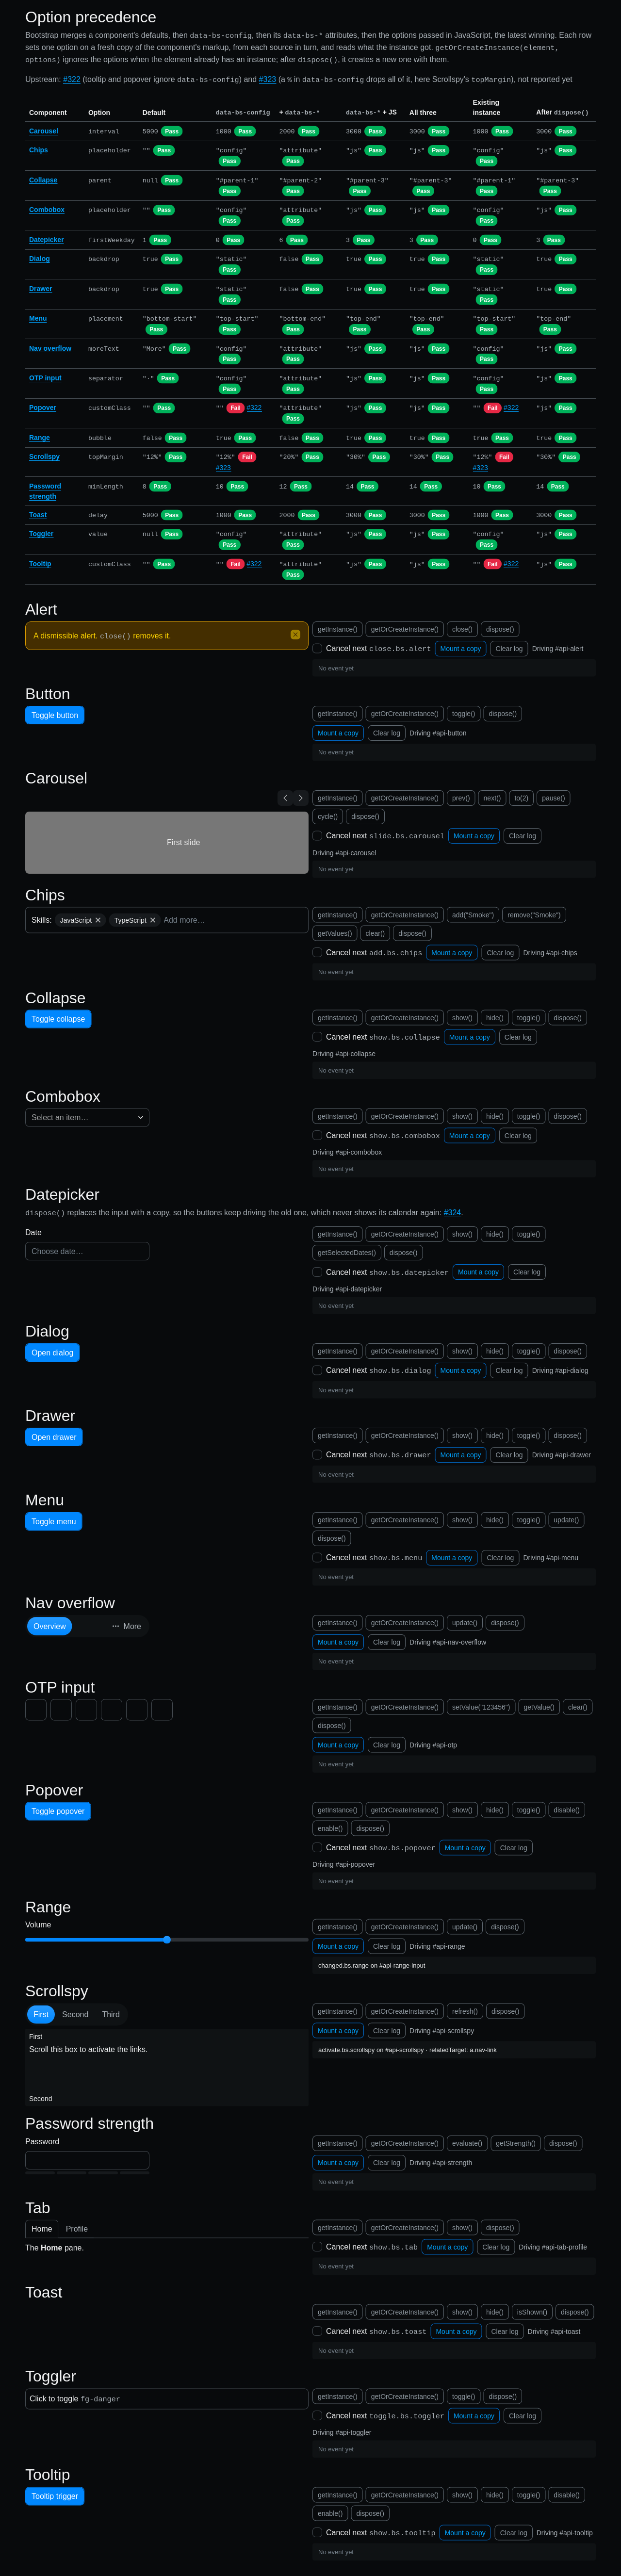 Option precedence
Bootstrap merges a component's defaults, then data-bs-config, then its data-bs-* attributes, then the options passed in JavaScript, the latest winning. Each row
sets one option on a fresh copy of the component's markup, from each source in turn, and reads what the instance got. getOrCreateInstance(element,
options) ignores the options when the element already has an instance; after dispose(), it creates a new one with them.
Upstream: #322 (tooltip and popover ignore data-bs-config) and #323 (a % in data-bs-config drops all of it, here Scrollspy's topMargin), not reported yet
Component Option Default data-bs-config + data-bs-* data-bs-* + JS All three Existing instance After dispose()
Carousel interval 5000 Pass 1000 Pass 2000 Pass 3000 Pass 3000 Pass 1000 Pass 3000 Pass
Chips placeholder "" Pass "config" Pass "attribute" Pass "js" Pass "js" Pass "config" Pass "js" Pass
Collapse parent null Pass "#parent-1" Pass "#parent-2" Pass "#parent-3" Pass "#parent-3" Pass "#parent-1" Pass "#parent-3" Pass
Combobox placeholder "" Pass "config" Pass "attribute" Pass "js" Pass "js" Pass "config" Pass "js" Pass
Datepicker firstWeekday 1 Pass 0 Pass 6 Pass 3 Pass 3 Pass 0 Pass 3 Pass
Dialog backdrop true Pass "static" Pass false Pass true Pass true Pass "static" Pass true Pass
Drawer backdrop true Pass "static" Pass false Pass true Pass true Pass "static" Pass true Pass
Menu placement "bottom-start" Pass "top-start" Pass "bottom-end" Pass "top-end" Pass "top-end" Pass "top-start" Pass "top-end" Pass
Nav overflow moreText "More" Pass "config" Pass "attribute" Pass "js" Pass "js" Pass "config" Pass "js" Pass
OTP input separator "-" Pass "config" Pass "attribute" Pass "js" Pass "js" Pass "config" Pass "js" Pass
Popover customClass "" Pass "" Fail #322 "attribute" Pass "js" Pass "js" Pass "" Fail #322 "js" Pass
Range bubble false Pass true Pass false Pass true Pass true Pass true Pass true Pass
Scrollspy topMargin "12%" Pass "12%" Fail #323 "20%" Pass "30%" Pass "30%" Pass "12%" Fail #323 "30%" Pass
Password strength minLength 8 Pass 10 Pass 12 Pass 14 Pass 14 Pass 10 Pass 14 Pass
Toast delay 5000 Pass 1000 Pass 2000 Pass 3000 Pass 3000 Pass 1000 Pass 3000 Pass
Toggler value null Pass "config" Pass "attribute" Pass "js" Pass "js" Pass "config" Pass "js" Pass
Tooltip customClass "" Pass "" Fail #322 "attribute" Pass "js" Pass "js" Pass "" Fail #322 "js" Pass
Alert
A dismissible alert. close() removes it.
getInstance() getOrCreateInstance() close() dispose()
Cancel next close.bs.alert Mount a copy Clear log Driving #api-alert
No event yet
Button
Toggle button
getInstance() getOrCreateInstance() toggle() dispose()
Mount a copy Clear log Driving #api-button
No event yet
Carousel
First slide
getInstance() getOrCreateInstance() prev() next() to(2) pause()
cycle() dispose()
Cancel next slide.bs.carousel Mount a copy Clear log
Driving #api-carousel
No event yet
Chips
Skills: JavaScript TypeScript Add more…
getInstance() getOrCreateInstance() add("Smoke") remove("Smoke")
getValues() clear() dispose()
Cancel next add.bs.chips Mount a copy Clear log Driving #api-chips
No event yet
Collapse
Toggle collapse
getInstance() getOrCreateInstance() show() hide() toggle() dispose()
Cancel next show.bs.collapse Mount a copy Clear log
Driving #api-collapse
No event yet
Combobox
Select an item…
getInstance() getOrCreateInstance() show() hide() toggle() dispose()
Cancel next show.bs.combobox Mount a copy Clear log
Driving #api-combobox
No event yet
Datepicker
dispose() replaces the input with a copy, so the buttons keep driving the old one, which never shows its calendar again: #324.
Date
Choose date…
getInstance() getOrCreateInstance() show() hide() toggle()
getSelectedDates() dispose()
Cancel next show.bs.datepicker Mount a copy Clear log
Driving #api-datepicker
No event yet
Dialog
Open dialog
getInstance() getOrCreateInstance() show() hide() toggle() dispose()
Cancel next show.bs.dialog Mount a copy Clear log Driving #api-dialog
No event yet
Drawer
Open drawer
getInstance() getOrCreateInstance() show() hide() toggle() dispose()
Cancel next show.bs.drawer Mount a copy Clear log Driving #api-drawer
No event yet
Menu
Toggle menu
getInstance() getOrCreateInstance() show() hide() toggle() update()
dispose()
Cancel next show.bs.menu Mount a copy Clear log Driving #api-menu
No event yet
Nav overflow
Overview ··· More
getInstance() getOrCreateInstance() update() dispose()
Mount a copy Clear log Driving #api-nav-overflow
No event yet
OTP input
getInstance() getOrCreateInstance() setValue("123456") getValue() clear()
dispose()
Mount a copy Clear log Driving #api-otp
No event yet
Popover
Toggle popover
getInstance() getOrCreateInstance() show() hide() toggle() disable()
enable() dispose()
Cancel next show.bs.popover Mount a copy Clear log
Driving #api-popover
No event yet
Range
Volume
getInstance() getOrCreateInstance() update() dispose()
Mount a copy Clear log Driving #api-range
changed.bs.range on #api-range-input
Scrollspy
First Second Third
First
Scroll this box to activate the links.
Second
getInstance() getOrCreateInstance() refresh() dispose()
Mount a copy Clear log Driving #api-scrollspy
activate.bs.scrollspy on #api-scrollspy · relatedTarget: a.nav-link
Password strength
Password
getInstance() getOrCreateInstance() evaluate() getStrength() dispose()
Mount a copy Clear log Driving #api-strength
No event yet
Tab
Home Profile
The Home pane.
getInstance() getOrCreateInstance() show() dispose()
Cancel next show.bs.tab Mount a copy Clear log Driving #api-tab-profile
No event yet
Toast
getInstance() getOrCreateInstance() show() hide() isShown() dispose()
Cancel next show.bs.toast Mount a copy Clear log Driving #api-toast
No event yet
Toggler
Click to toggle fg-danger
getInstance() getOrCreateInstance() toggle() dispose()
Cancel next toggle.bs.toggler Mount a copy Clear log
Driving #api-toggler
No event yet
Tooltip
Tooltip trigger
getInstance() getOrCreateInstance() show() hide() toggle() disable()
enable() dispose()
Cancel next show.bs.tooltip Mount a copy Clear log Driving #api-tooltip
No event yet